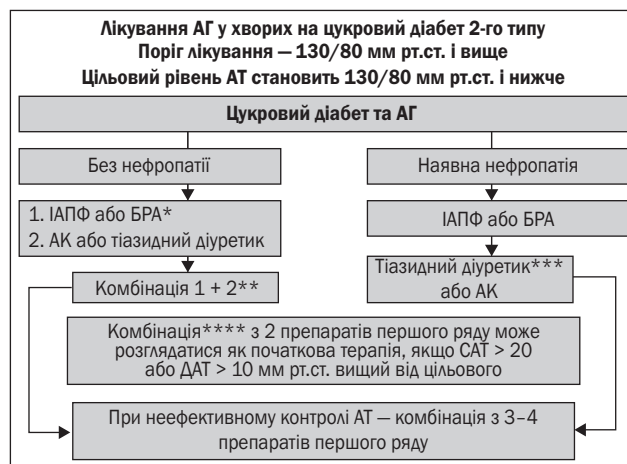 Лікування АГ у хворих на цукровий діабет 2-го типу
Поріг лікування — 130/80 мм рт.ст. і вище
Цільовий рівень АТ становить 130/80 мм рт.ст. і нижче
Цукровий діабет та АГ
Без нефропатії
Наявна нефропатія
1. ІАПФ або БРА*
2. АК або тіазидний діуретик
ІАПФ або БРА
Комбінація 1 + 2**
Тіазидний діуретик***
або АК
Комбінація**** з 2 препаратів першого ряду може
розглядатися як початкова терапія, якщо САТ > 20
або ДАТ > 10 мм рт.ст. вищий від цільового
При неефективному контролі АТ — комбінація з 3–4
препаратів першого ряду